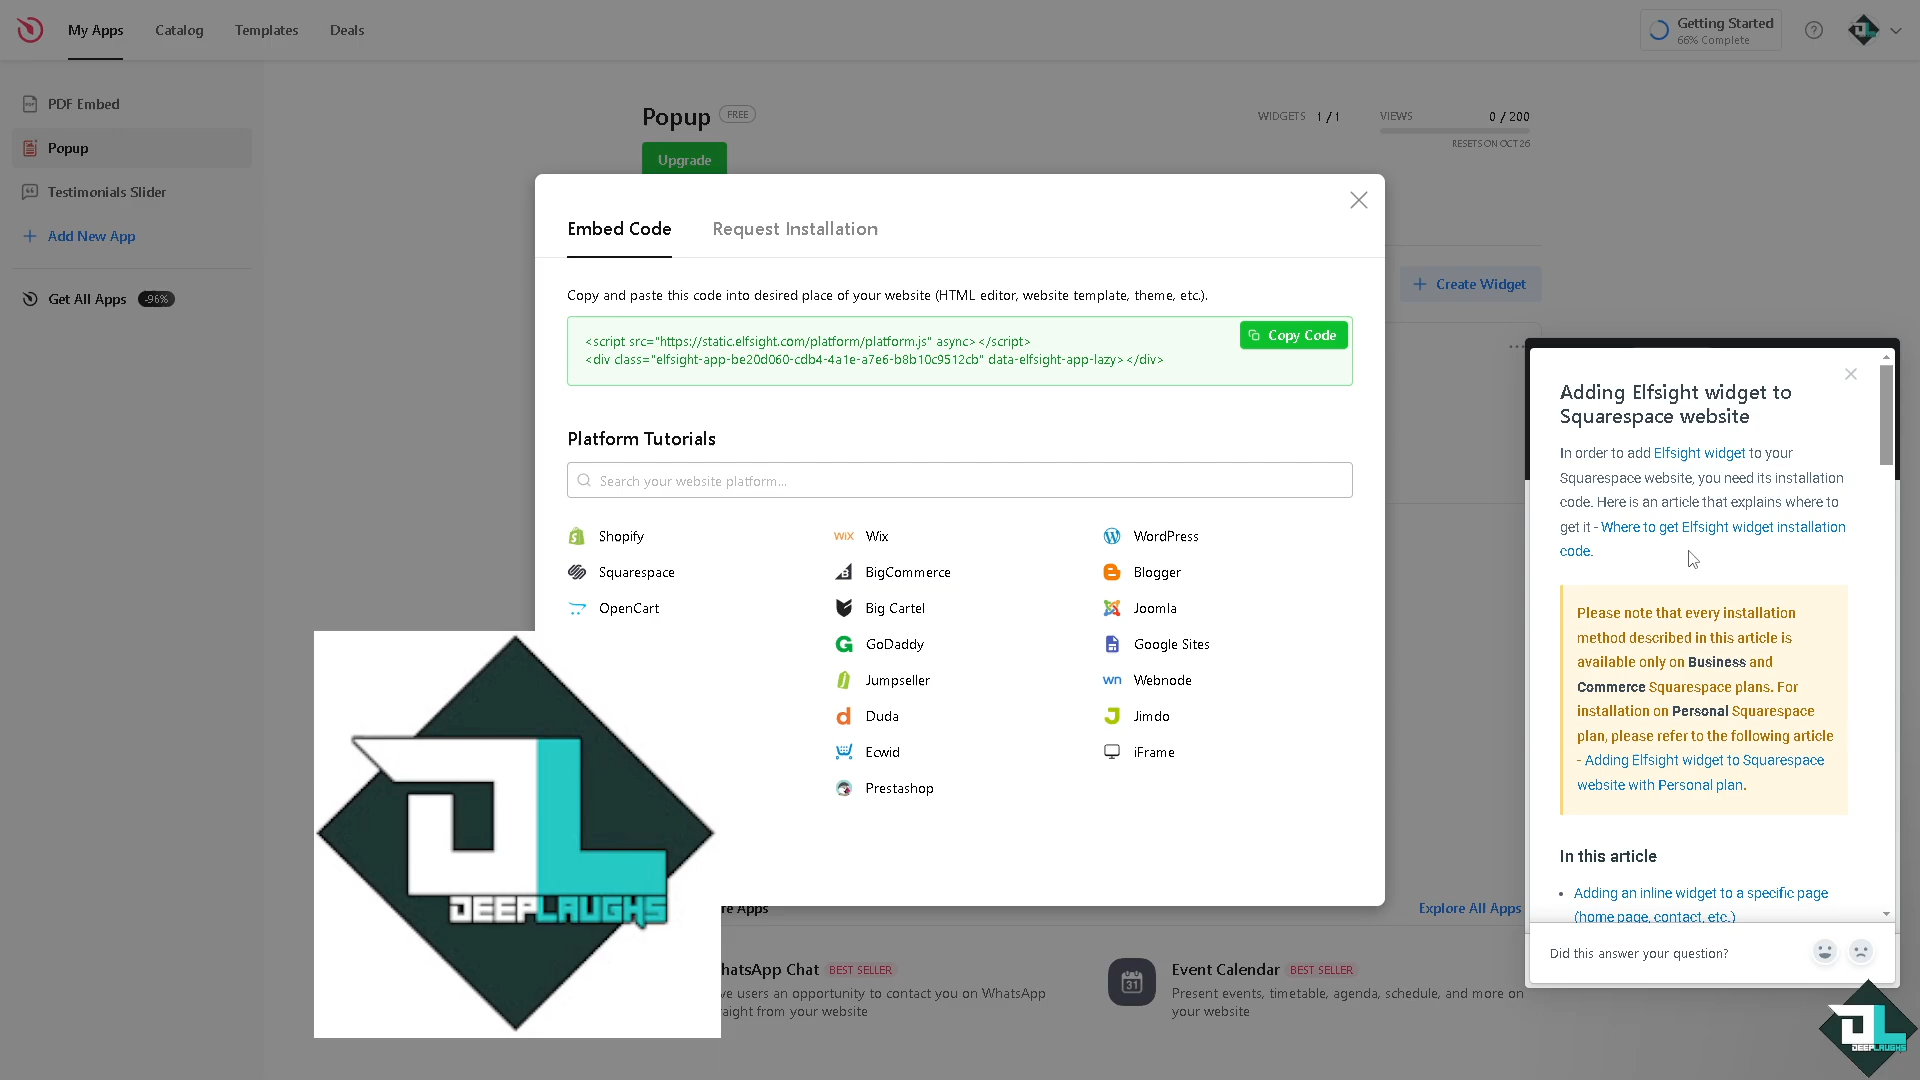 My Apps
Catalog
Templates
Deals
Getting Started
66% Complete
PDF Embed
Popup
Testimonials Slider
Add New App
Get All Apps -96%
Popup FREE
WIDGETS 1 / 1
VIEWS 0 / 200
RESETS ON OCT 26
Upgrade
Create Widget
Embed Code
Request Installation
Copy and paste this code into desired place of your website (HTML editor, website template, theme, etc.).
<script src="https://static.elfsight.com/platform/platform.js" async></script>
<div class="elfsight-app-be20d060-cdb4-4a1e-a7e6-b8b10c9512cb" data-elfsight-app-lazy></div>
Copy Code
Platform Tutorials
Search your website platform...
Shopify
Squarespace
OpenCart
WiX Wix
BigCommerce
Big Cartel
GoDaddy
Jumpseller
Duda
Ecwid
Prestashop
WordPress
Blogger
Joomla
Google Sites
wn Webnode
Jimdo
iFrame
Adding Elfsight widget to
Squarespace website
In order to add Elfsight widget to your
Squarespace website, you need its installation
code. Here is an article that explains where to
get it - Where to get Elfsight widget installation
code.
Please note that every installation
method described in this article is
available only on Business and
Commerce Squarespace plans. For
installation on Personal Squarespace
plan, please refer to the following article
- Adding Elfsight widget to Squarespace
website with Personal plan.
In this article
Adding an inline widget to a specific page
(home page, contact, etc.)
Did this answer your question?
re Apps
Explore All Apps
hatsApp Chat BEST SELLER
ve users an opportunity to contact you on WhatsApp
raight from your website
31
Event Calendar BEST SELLER
Present events, timetable, agenda, schedule, and more on
your website
DL
DEEPLAUGHS
DL
DEEPLAUGHS